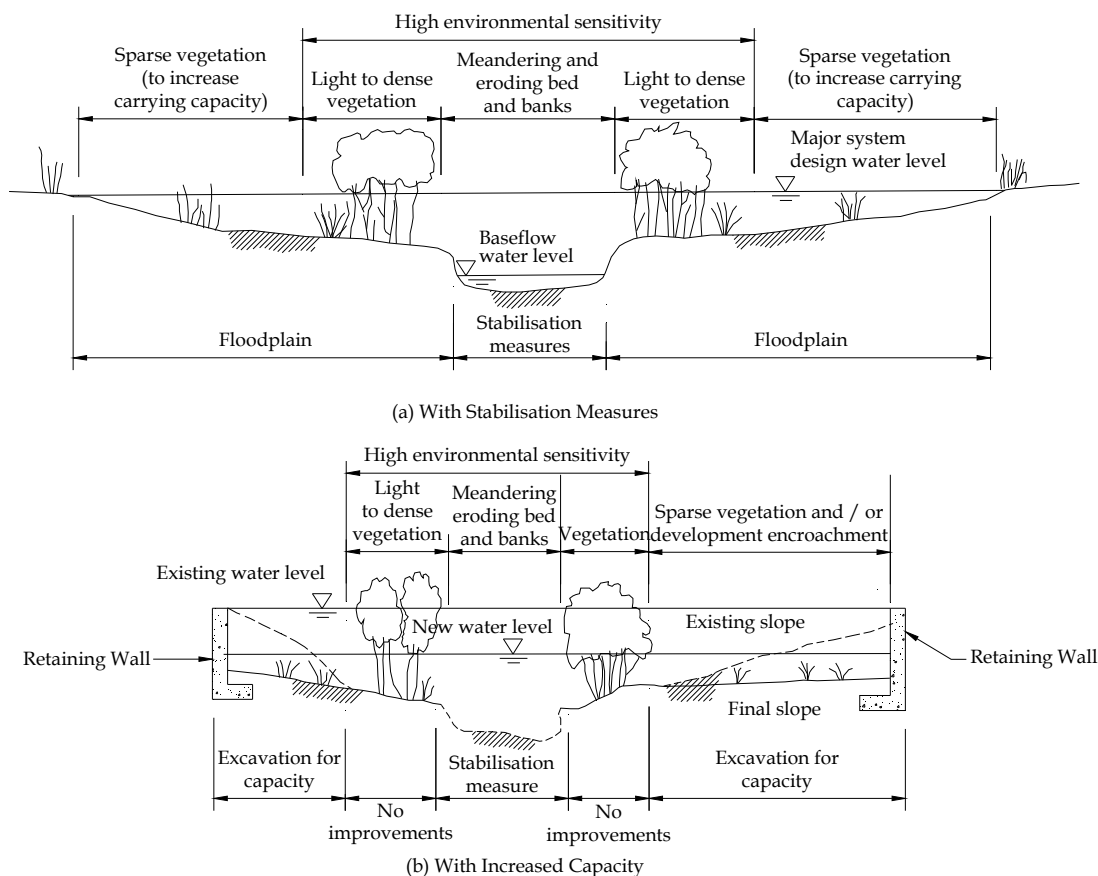 High environmental sensitivity
Sparse vegetation
(to increase
carrying capacity)
Light to dense
vegetation
Meandering and
eroding bed
and banks
Light to dense
vegetation
Sparse vegetation
(to increase carrying
capacity)
Major system
design water level
Baseflow
water level
Floodplain
Stabilisation
measures
Floodplain
(a) With Stabilisation Measures
High environmental sensitivity
Light
to dense
vegetation
Meandering
eroding bed
and banks
Vegetation
Sparse vegetation and / or
development encroachment
Existing water level
New water level
Existing slope
Retaining Wall
Retaining Wall
Final slope
Excavation for
capacity
Stabilisation
measure
Excavation for
capacity
No
improvements
No
improvements
(b) With Increased Capacity